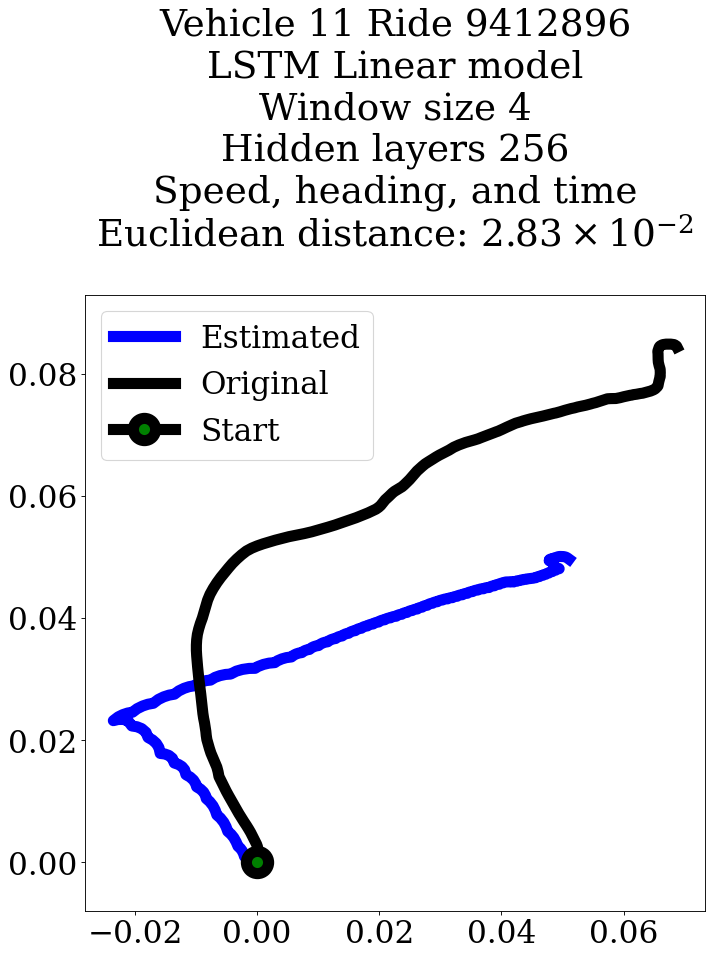 Vehicle 11 Ride 9412896
LSTM Linear model
Window size 4
Hidden layers 256
Speed, heading, and time
Euclidean distance: 2.83 × 10⁻²
Estimated
Original
Start
0.08
0.06
0.04
0.02
0.00
−0.02 0.00 0.02 0.04 0.06